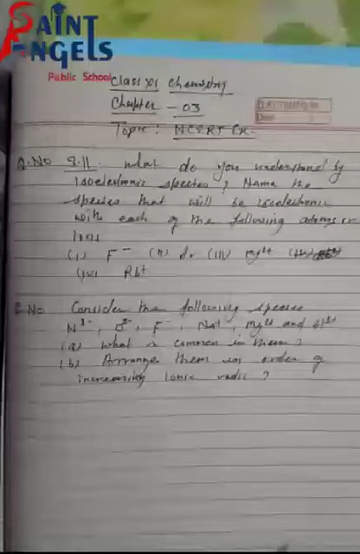 SAINT
ANGELS
Public School
Class XI Chemistry
Chapter - 03
Topic: NCERT Ex.
Q.No 3.11. What do you understand by
isoelectronic species? Name the
species that will be isoelectronic
with each of the following atoms or
ions
(i) F⁻ (ii) Ar (iii) Mg²⁺
(iv) Rb⁺
Q.No Consider the following species
N³⁻, O²⁻, F⁻, Na⁺, Mg²⁺ and Al³⁺
(a) What is common in them?
(b) Arrange them in order of
increasing ionic radii?